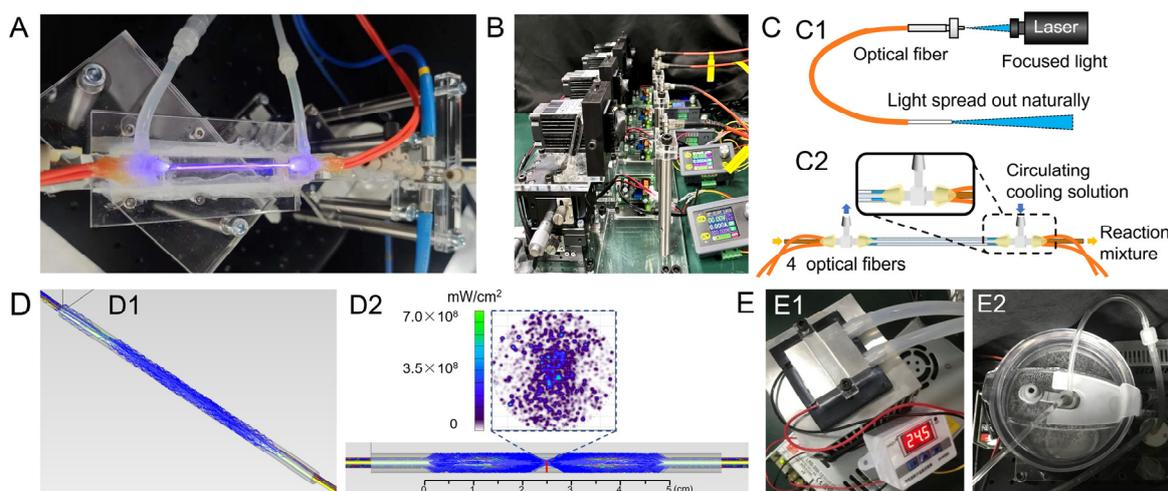 A
B
C
C1
Laser
Optical fiber
Focused light
Light spread out naturally
C2
Circulating
cooling solution
Reaction
mixture
4 optical fibers
D
D1
D2
mW/cm²
7.0×10⁸
3.5×10⁸
0
0 1 2 3 4 5 (cm)
E
E1
24.5
E2